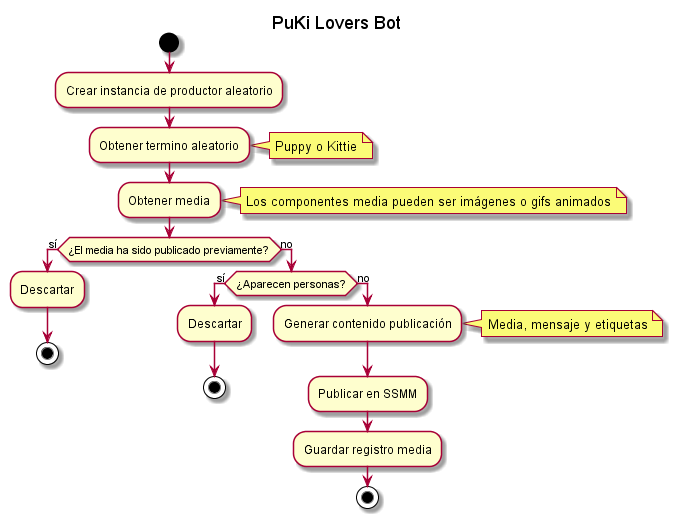 PuKi Lovers Bot
Crear instancia de productor aleatorio
Obtener termino aleatorio
Puppy o Kittie
Obtener media
Los componentes media pueden ser imágenes o gifs animados
¿El media ha sido publicado previamente?
sí
no
Descartar
¿Aparecen personas?
sí
no
Descartar
Generar contenido publicación
Media, mensaje y etiquetas
Publicar en SSMM
Guardar registro media